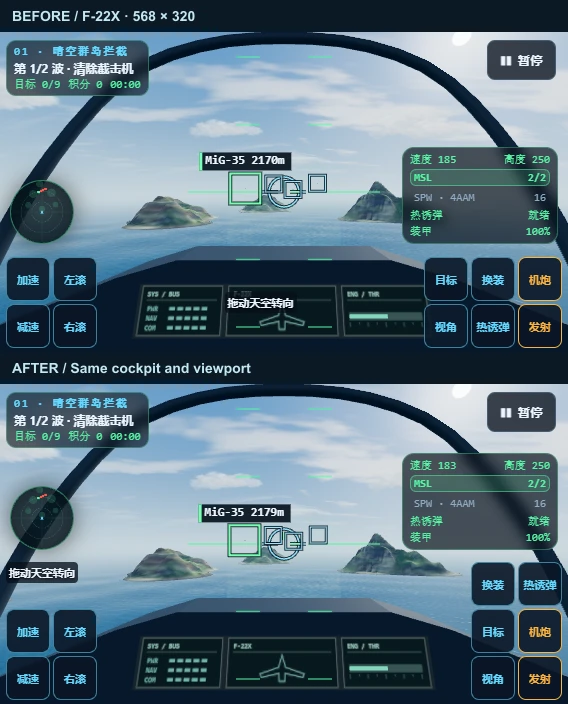 BEFORE / F-22X · 568 × 320
01 · 晴空群岛拦截
第 1/2 波 · 清除截击机
目标 0/9 积分 0 00:00
暂停
MiG-35 2170m
速度 185 高度 250
MSL 2/2
SPW · 4AAM 16
热诱弹 就绪
装甲 100%
加速 左滚
目标 换装 机炮
SYS / BUS
ENG / THR
PWR
NAV
COM
拖动天空转向
减速 右滚
视角 热诱弹 发射
AFTER / Same cockpit and viewport
01 · 晴空群岛拦截
第 1/2 波 · 清除截击机
目标 0/9 积分 0 00:00
暂停
MiG-35 2179m
速度 183 高度 250
MSL 2/2
SPW · 4AAM 16
热诱弹 就绪
装甲 100%
拖动天空转向
换装 热诱弹
加速 左滚
目标 机炮
SYS / BUS
F-22X
ENG / THR
PWR
NAV
COM
减速 右滚
视角 发射